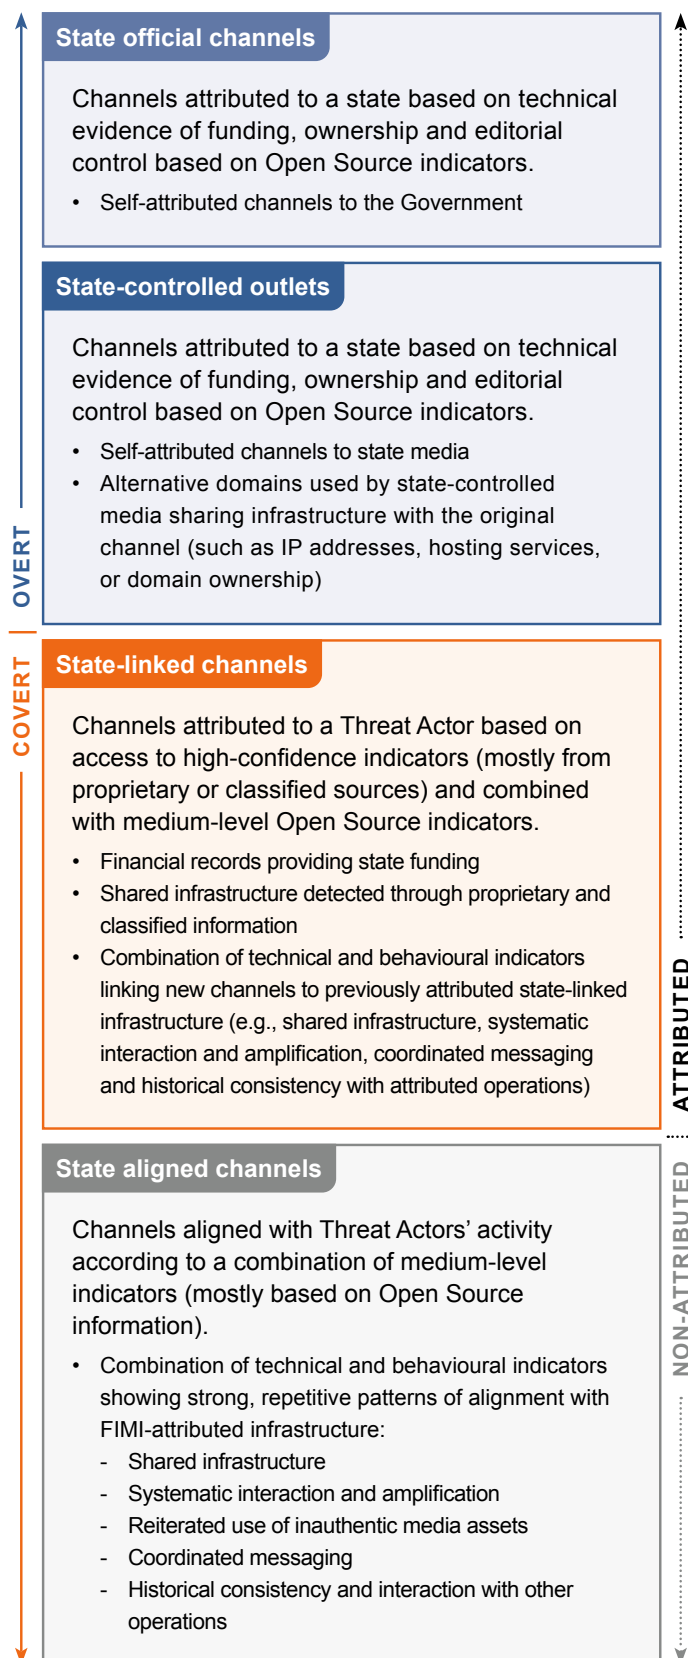 State official channels
Channels attributed to a state based on technical
evidence of funding, ownership and editorial
control based on Open Source indicators.
• Self-attributed channels to the Government
State-controlled outlets
Channels attributed to a state based on technical
evidence of funding, ownership and editorial
control based on Open Source indicators.
• Self-attributed channels to state media
• Alternative domains used by state-controlled
media sharing infrastructure with the original
channel (such as IP addresses, hosting services,
or domain ownership)
OVERT
COVERT
State-linked channels
Channels attributed to a Threat Actor based on
access to high-confidence indicators (mostly from
proprietary or classified sources) and combined
with medium-level Open Source indicators.
• Financial records providing state funding
• Shared infrastructure detected through proprietary and
classified information
• Combination of technical and behavioural indicators
linking new channels to previously attributed state-linked
infrastructure (e.g., shared infrastructure, systematic
interaction and amplification, coordinated messaging
and historical consistency with attributed operations)
ATTRIBUTED
NON-ATTRIBUTED
State aligned channels
Channels aligned with Threat Actors’ activity
according to a combination of medium-level
indicators (mostly based on Open Source
information).
• Combination of technical and behavioural indicators
showing strong, repetitive patterns of alignment with
FIMI-attributed infrastructure:
- Shared infrastructure
- Systematic interaction and amplification
- Reiterated use of inauthentic media assets
- Coordinated messaging
- Historical consistency and interaction with other
operations